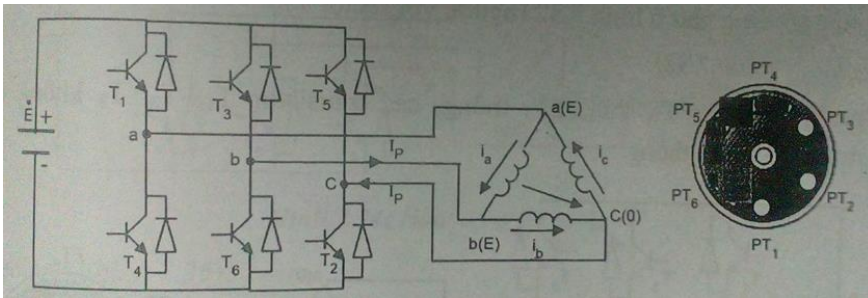 PT4
a(E)
T1
T3
T5
PT5
PT3
E +
a
IP
ia
ic
b
-
C
IP
C(0)
PT6
PT2
T4
T6
T2
b(E)
ib
PT1